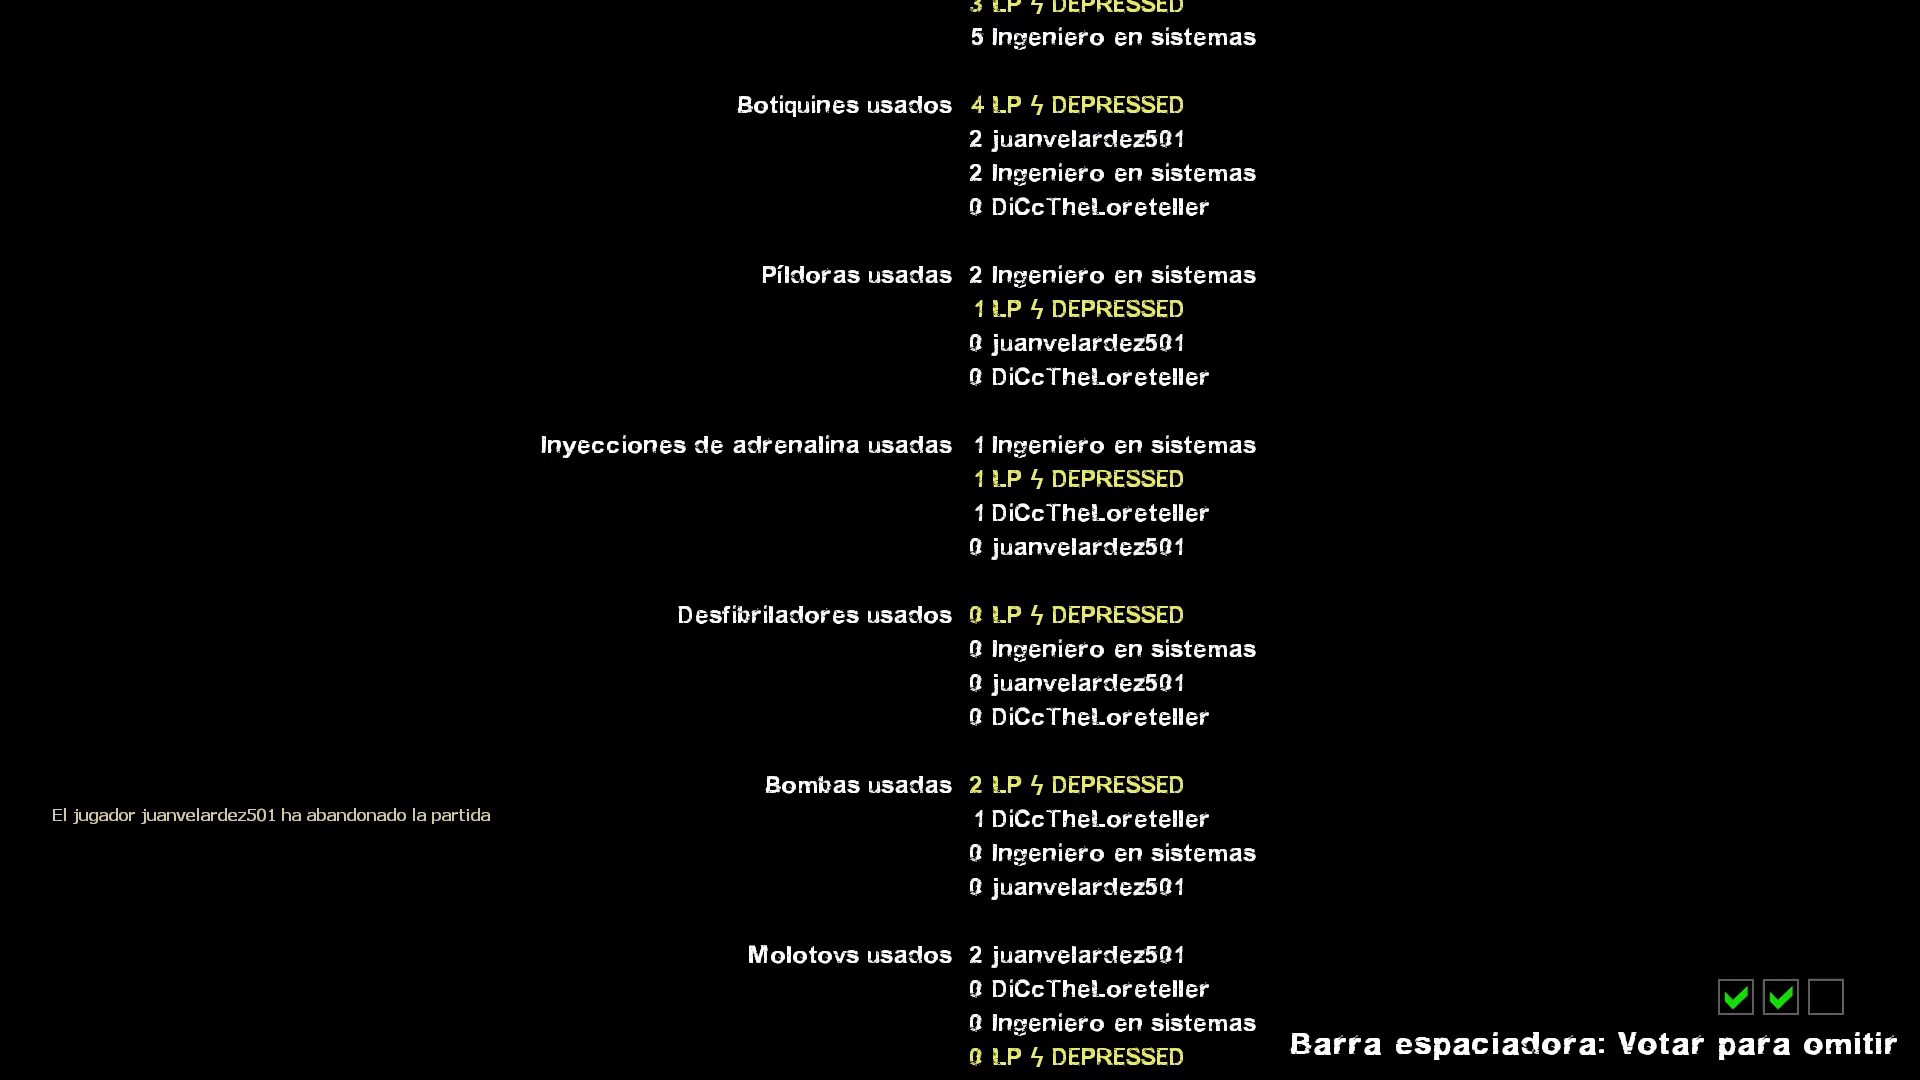 3 LP ϟ DEPRESSED
5 Ingeniero en sistemas
Botiquines usados 4 LP ϟ DEPRESSED
2 juanvelardez501
2 Ingeniero en sistemas
0 DiCcTheLoreteller
Píldoras usadas 2 Ingeniero en sistemas
1 LP ϟ DEPRESSED
0 juanvelardez501
0 DiCcTheLoreteller
Inyecciones de adrenalina usadas 1 Ingeniero en sistemas
1 LP ϟ DEPRESSED
1 DiCcTheLoreteller
0 juanvelardez501
Desfibriladores usados 0 LP ϟ DEPRESSED
0 Ingeniero en sistemas
0 juanvelardez501
0 DiCcTheLoreteller
Bombas usadas 2 LP ϟ DEPRESSED
El jugador juanvelardez501 ha abandonado la partida
1 DiCcTheLoreteller
0 Ingeniero en sistemas
0 juanvelardez501
Molotovs usados 2 juanvelardez501
0 DiCcTheLoreteller
0 Ingeniero en sistemas
0 LP ϟ DEPRESSED
Barra espaciadora: Votar para omitir